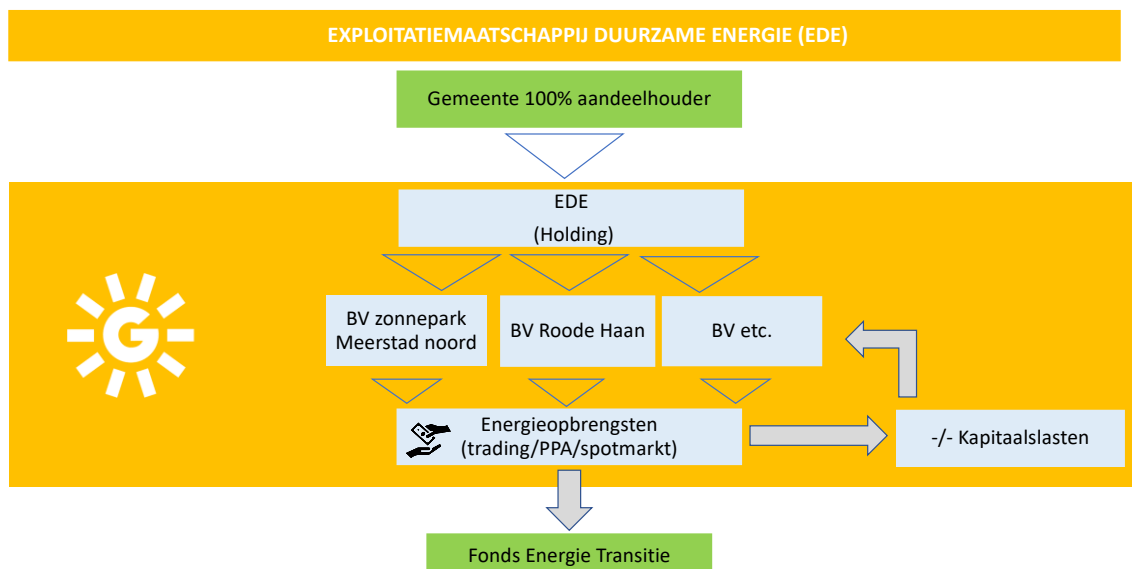 EXPLOITATIEMAATSCHAPPIJ DUURZAME ENERGIE (EDE)
Gemeente 100% aandeelhouder
EDE
(Holding)
BV zonnepark
Meerstad noord
BV Roode Haan
BV etc.
G
Energieopbrengsten
(trading/PPA/spotmarkt)
-/- Kapitaalslasten
Fonds Energie Transitie